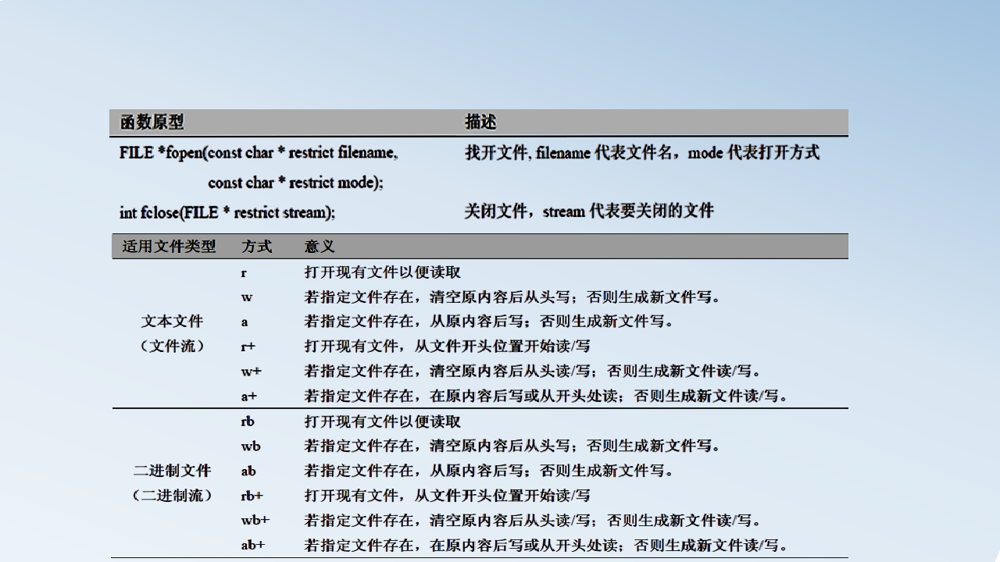 函数原型 描述
FILE *fopen(const char * restrict filename, 找开文件, filename 代表文件名，mode 代表打开方式
const char * restrict mode);
int fclose(FILE * restrict stream); 关闭文件，stream 代表要关闭的文件
适用文件类型 方式 意义
r 打开现有文件以便读取
w 若指定文件存在，清空原内容后从头写；否则生成新文件写。
文本文件 a 若指定文件存在，从原内容后写；否则生成新文件写。
（文件流） r+ 打开现有文件，从文件开头位置开始读/写
w+ 若指定文件存在，清空原内容后从头读/写；否则生成新文件读/写。
a+ 若指定文件存在，在原内容后写或从开头处读；否则生成新文件读/写。
rb 打开现有文件以便读取
wb 若指定文件存在，清空原内容后从头写；否则生成新文件写。
二进制文件 ab 若指定文件存在，从原内容后写；否则生成新文件写。
（二进制流） rb+ 打开现有文件，从文件开头位置开始读/写
wb+ 若指定文件存在，清空原内容后从头读/写；否则生成新文件读/写。
ab+ 若指定文件存在，在原内容后写或从开头处读；否则生成新文件读/写。